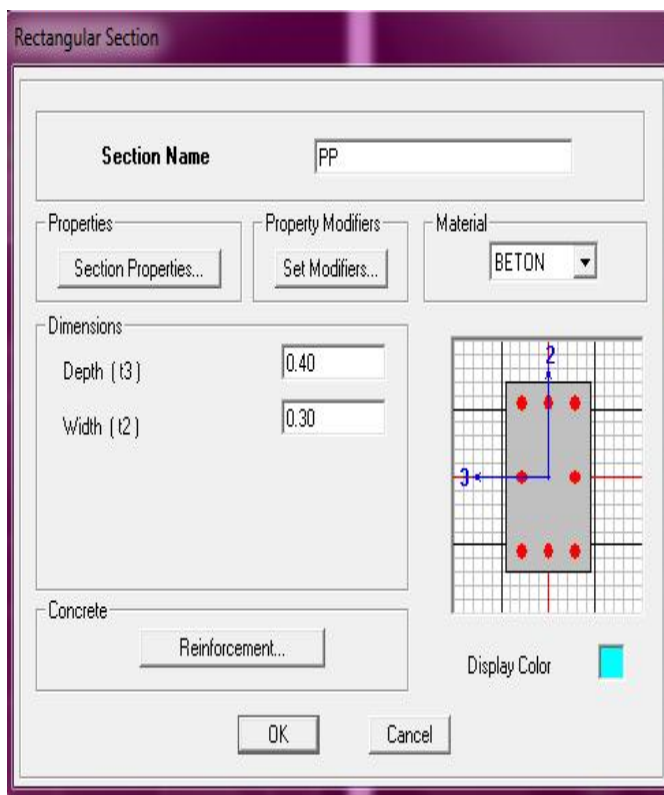 Rectangular Section
Section Name PP
Properties Property Modifiers Material
Section Properties... Set Modifiers... BETON
Dimensions
Depth ( t3 ) 0.40
Width ( t2 ) 0.30
2
3
Concrete
Reinforcement...
Display Color
OK Cancel